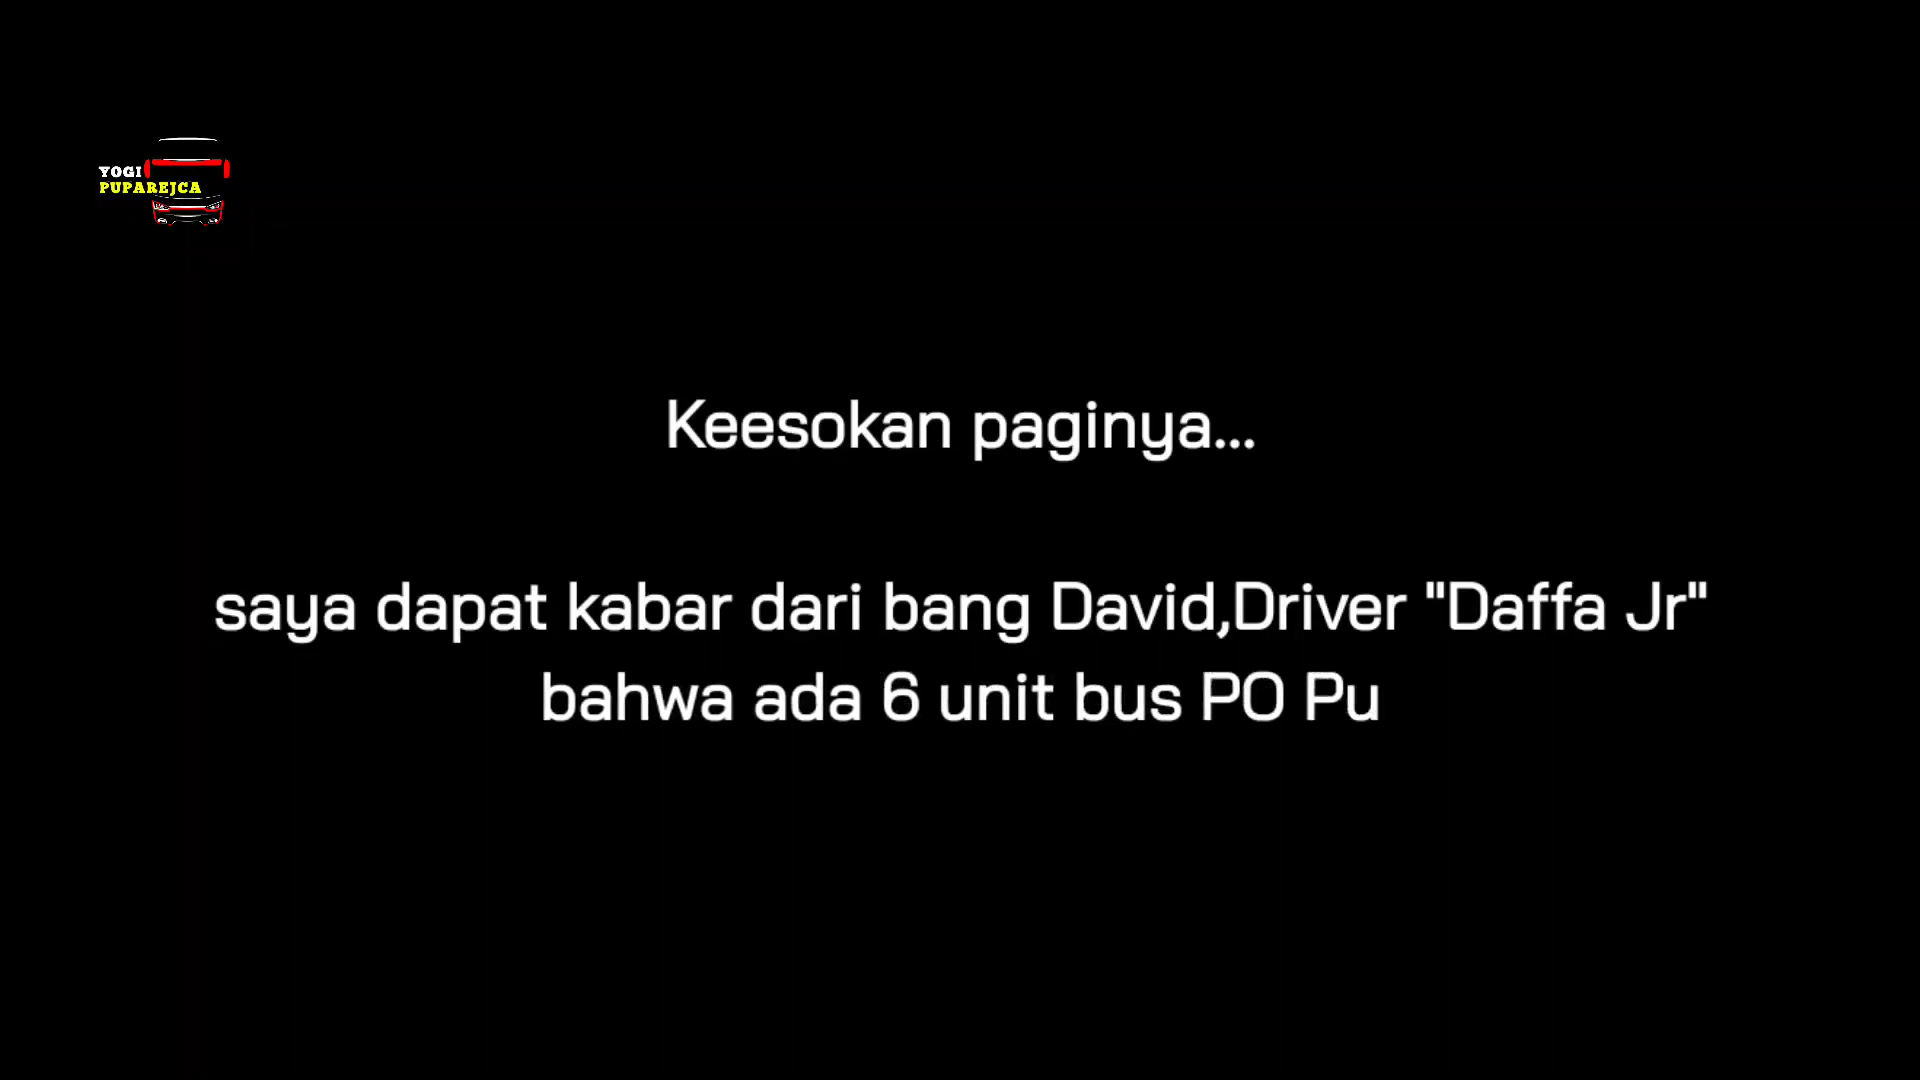 YOGI
PUPAREJCA
Keesokan paginya...
saya dapat kabar dari bang David,Driver "Daffa Jr"
bahwa ada 6 unit bus PO Pu